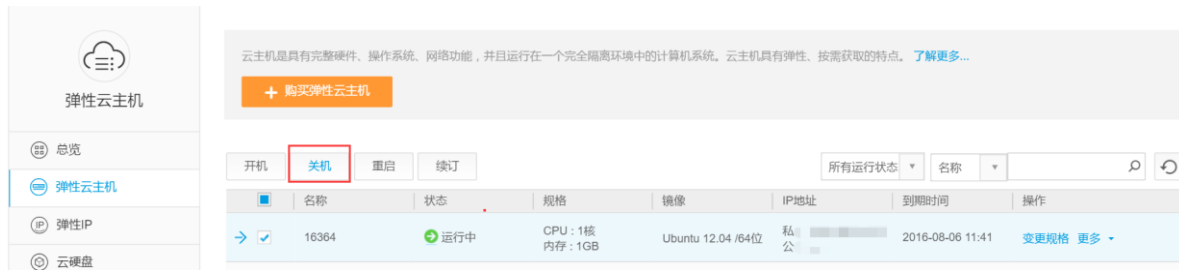 弹性云主机
总览
弹性云主机
弹性IP
云硬盘
云主机是具有完整硬件、操作系统、网络功能，并且运行在一个完全隔离环境中的计算机系统。云主机具有弹性、按需获取的特点。 了解更多...
+ 购买弹性云主机
开机 关机 重启 续订 所有运行状态 名称
名称 状态 规格 镜像 IP地址 到期时间 操作
16364 运行中 CPU：1核 Ubuntu 12.04 /64位 私 2016-08-06 11:41 变更规格 更多
内存：1GB 公